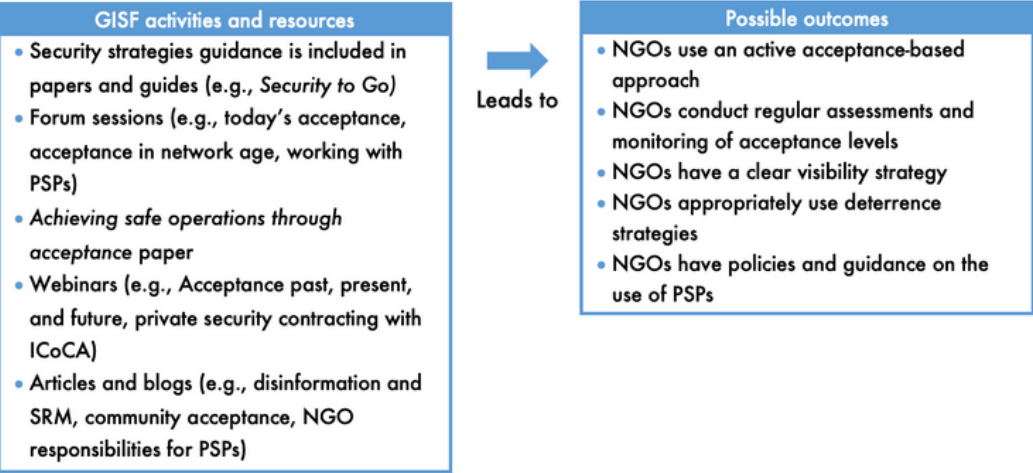 GISF activities and resources
• Security strategies guidance is included in
papers and guides (e.g., Security to Go)
• Forum sessions (e.g., today's acceptance,
acceptance in network age, working with
PSPs)
• Achieving safe operations through
acceptance paper
• Webinars (e.g., Acceptance past, present,
and future, private security contracting with
ICoCA)
• Articles and blogs (e.g., disinformation and
SRM, community acceptance, NGO
responsibilities for PSPs)
Leads to
Possible outcomes
• NGOs use an active acceptance-based
approach
• NGOs conduct regular assessments and
monitoring of acceptance levels
• NGOs have a clear visibility strategy
• NGOs appropriately use deterrence
strategies
• NGOs have policies and guidance on the
use of PSPs